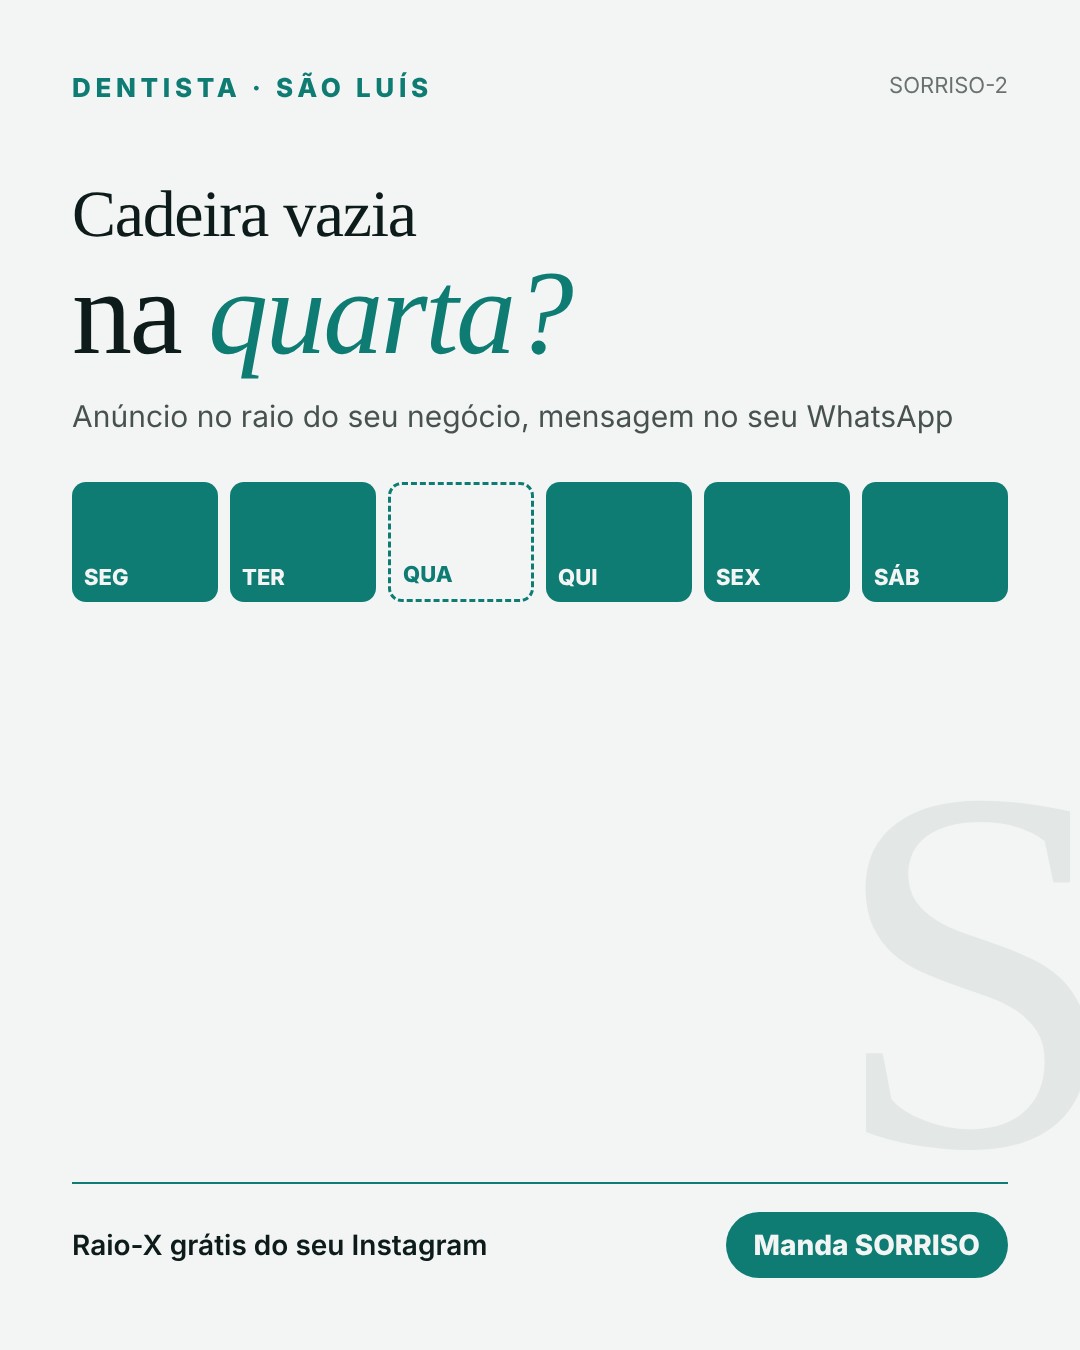 DENTISTA · SÃO LUÍS
SORRISO-2
Cadeira vazia
na quarta?
Anúncio no raio do seu negócio, mensagem no seu WhatsApp
SEG TER QUA QUI SEX SÁB
S
Raio-X grátis do seu Instagram
Manda SORRISO